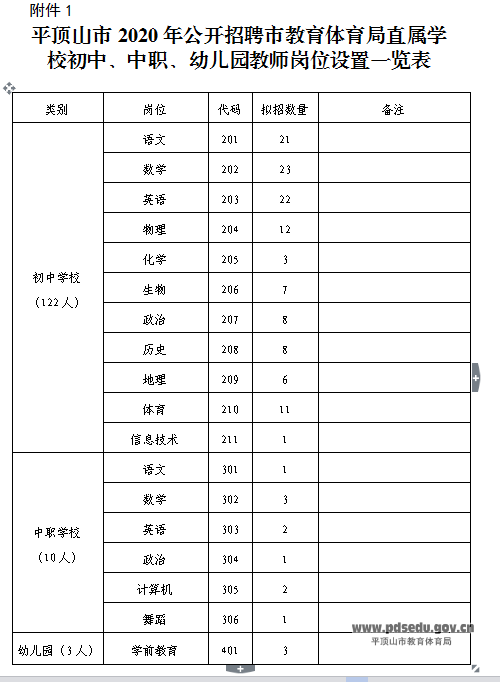 附件 1
平顶山市 2020 年公开招聘市教育体育局直属学
校初中、中职、幼儿园教师岗位设置一览表
类别 岗位 代码 拟招数量 备注
初中学校
（122人）
语文 201 21
数学 202 23
英语 203 22
物理 204 12
化学 205 3
生物 206 7
政治 207 8
历史 208 8
地理 209 6
体育 210 11
信息技术 211 1
中职学校
（10人）
语文 301 1
数学 302 3
英语 303 2
政治 304 1
计算机 305 2
舞蹈 306 1
幼儿园（3人） 学前教育 401 3
www.pdsedu.gov.cn
平顶山市教育体育局